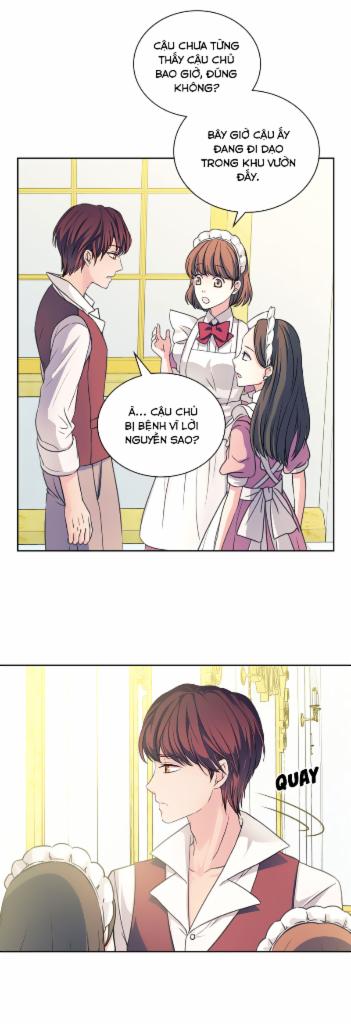 CẬU CHƯA TỪNG
THẤY CẬU CHỦ
BAO GIỜ, ĐÚNG
KHÔNG?
BÂY GIỜ CẬU ẤY
ĐANG ĐI DẠO
TRONG KHU VƯỜN
ĐẤY.
À... CẬU CHỦ
BỊ BỆNH VÌ LỜI
NGUYỀN SAO?
QUAY